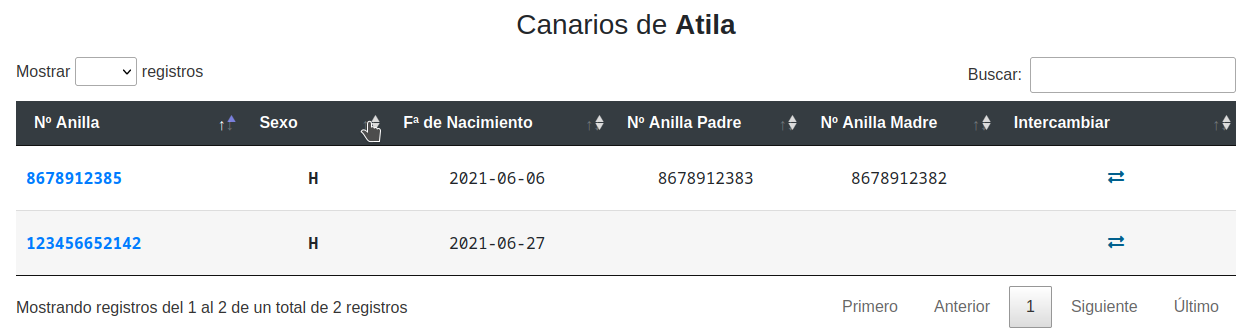 Canarios de Atila
Mostrar registros
Buscar:
Nº Anilla Sexo Fª de Nacimiento Nº Anilla Padre Nº Anilla Madre Intercambiar
8678912385 H 2021-06-06 8678912383 8678912382
123456652142 H 2021-06-27
Mostrando registros del 1 al 2 de un total de 2 registros
Primero Anterior 1 Siguiente Último